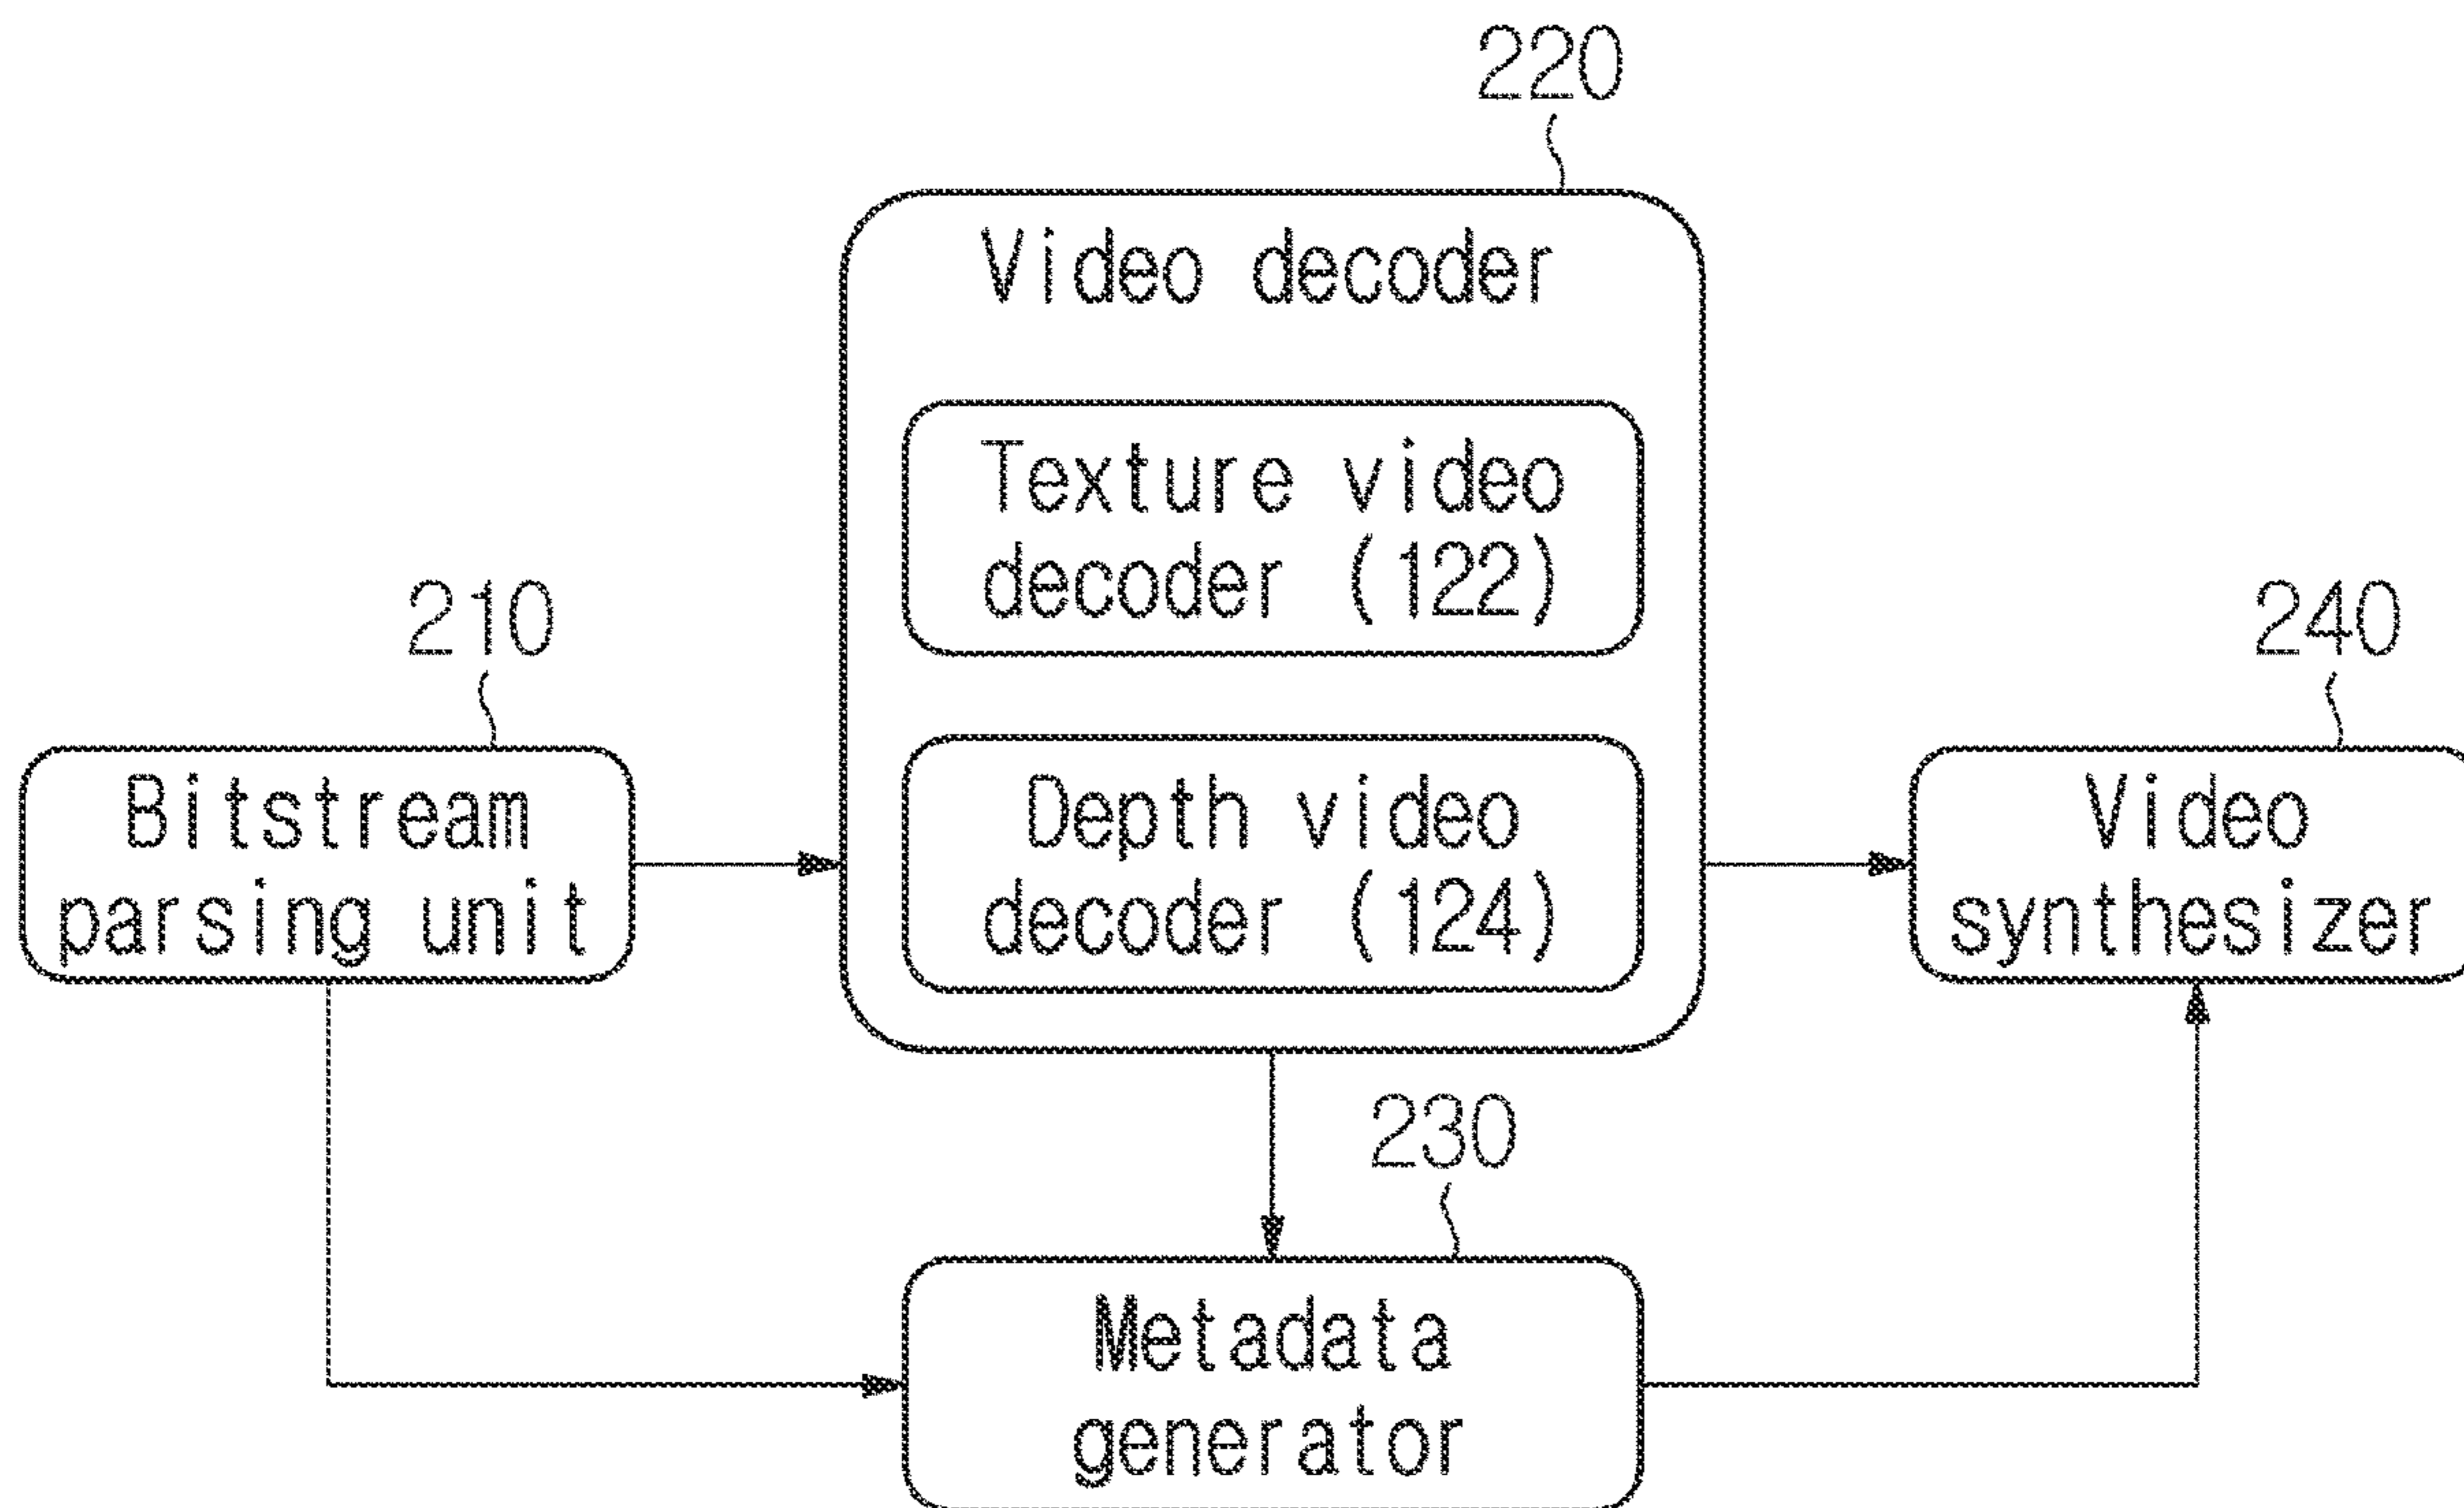 220
Video decoder
Texture video
decoder (122)
210
240
Bitstream
parsing unit
Depth video
decoder (124)
Video
synthesizer
230
Metadata
generator